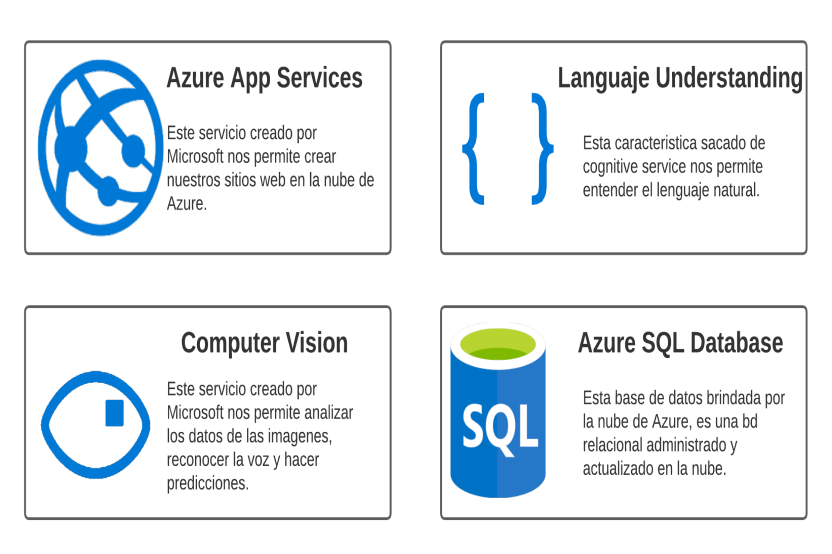 Azure App Services
Este servicio creado por
Microsoft nos permite crear
nuestros sitios web en la nube de
Azure.
Languaje Understanding
{ }
Esta caracteristica sacado de
cognitive service nos permite
entender el lenguaje natural.
Computer Vision
Este servicio creado por
Microsoft nos permite analizar
los datos de las imagenes,
reconocer la voz y hacer
predicciones.
Azure SQL Database
SQL
Esta base de datos brindada por
la nube de Azure, es una bd
relacional administrado y
actualizado en la nube.